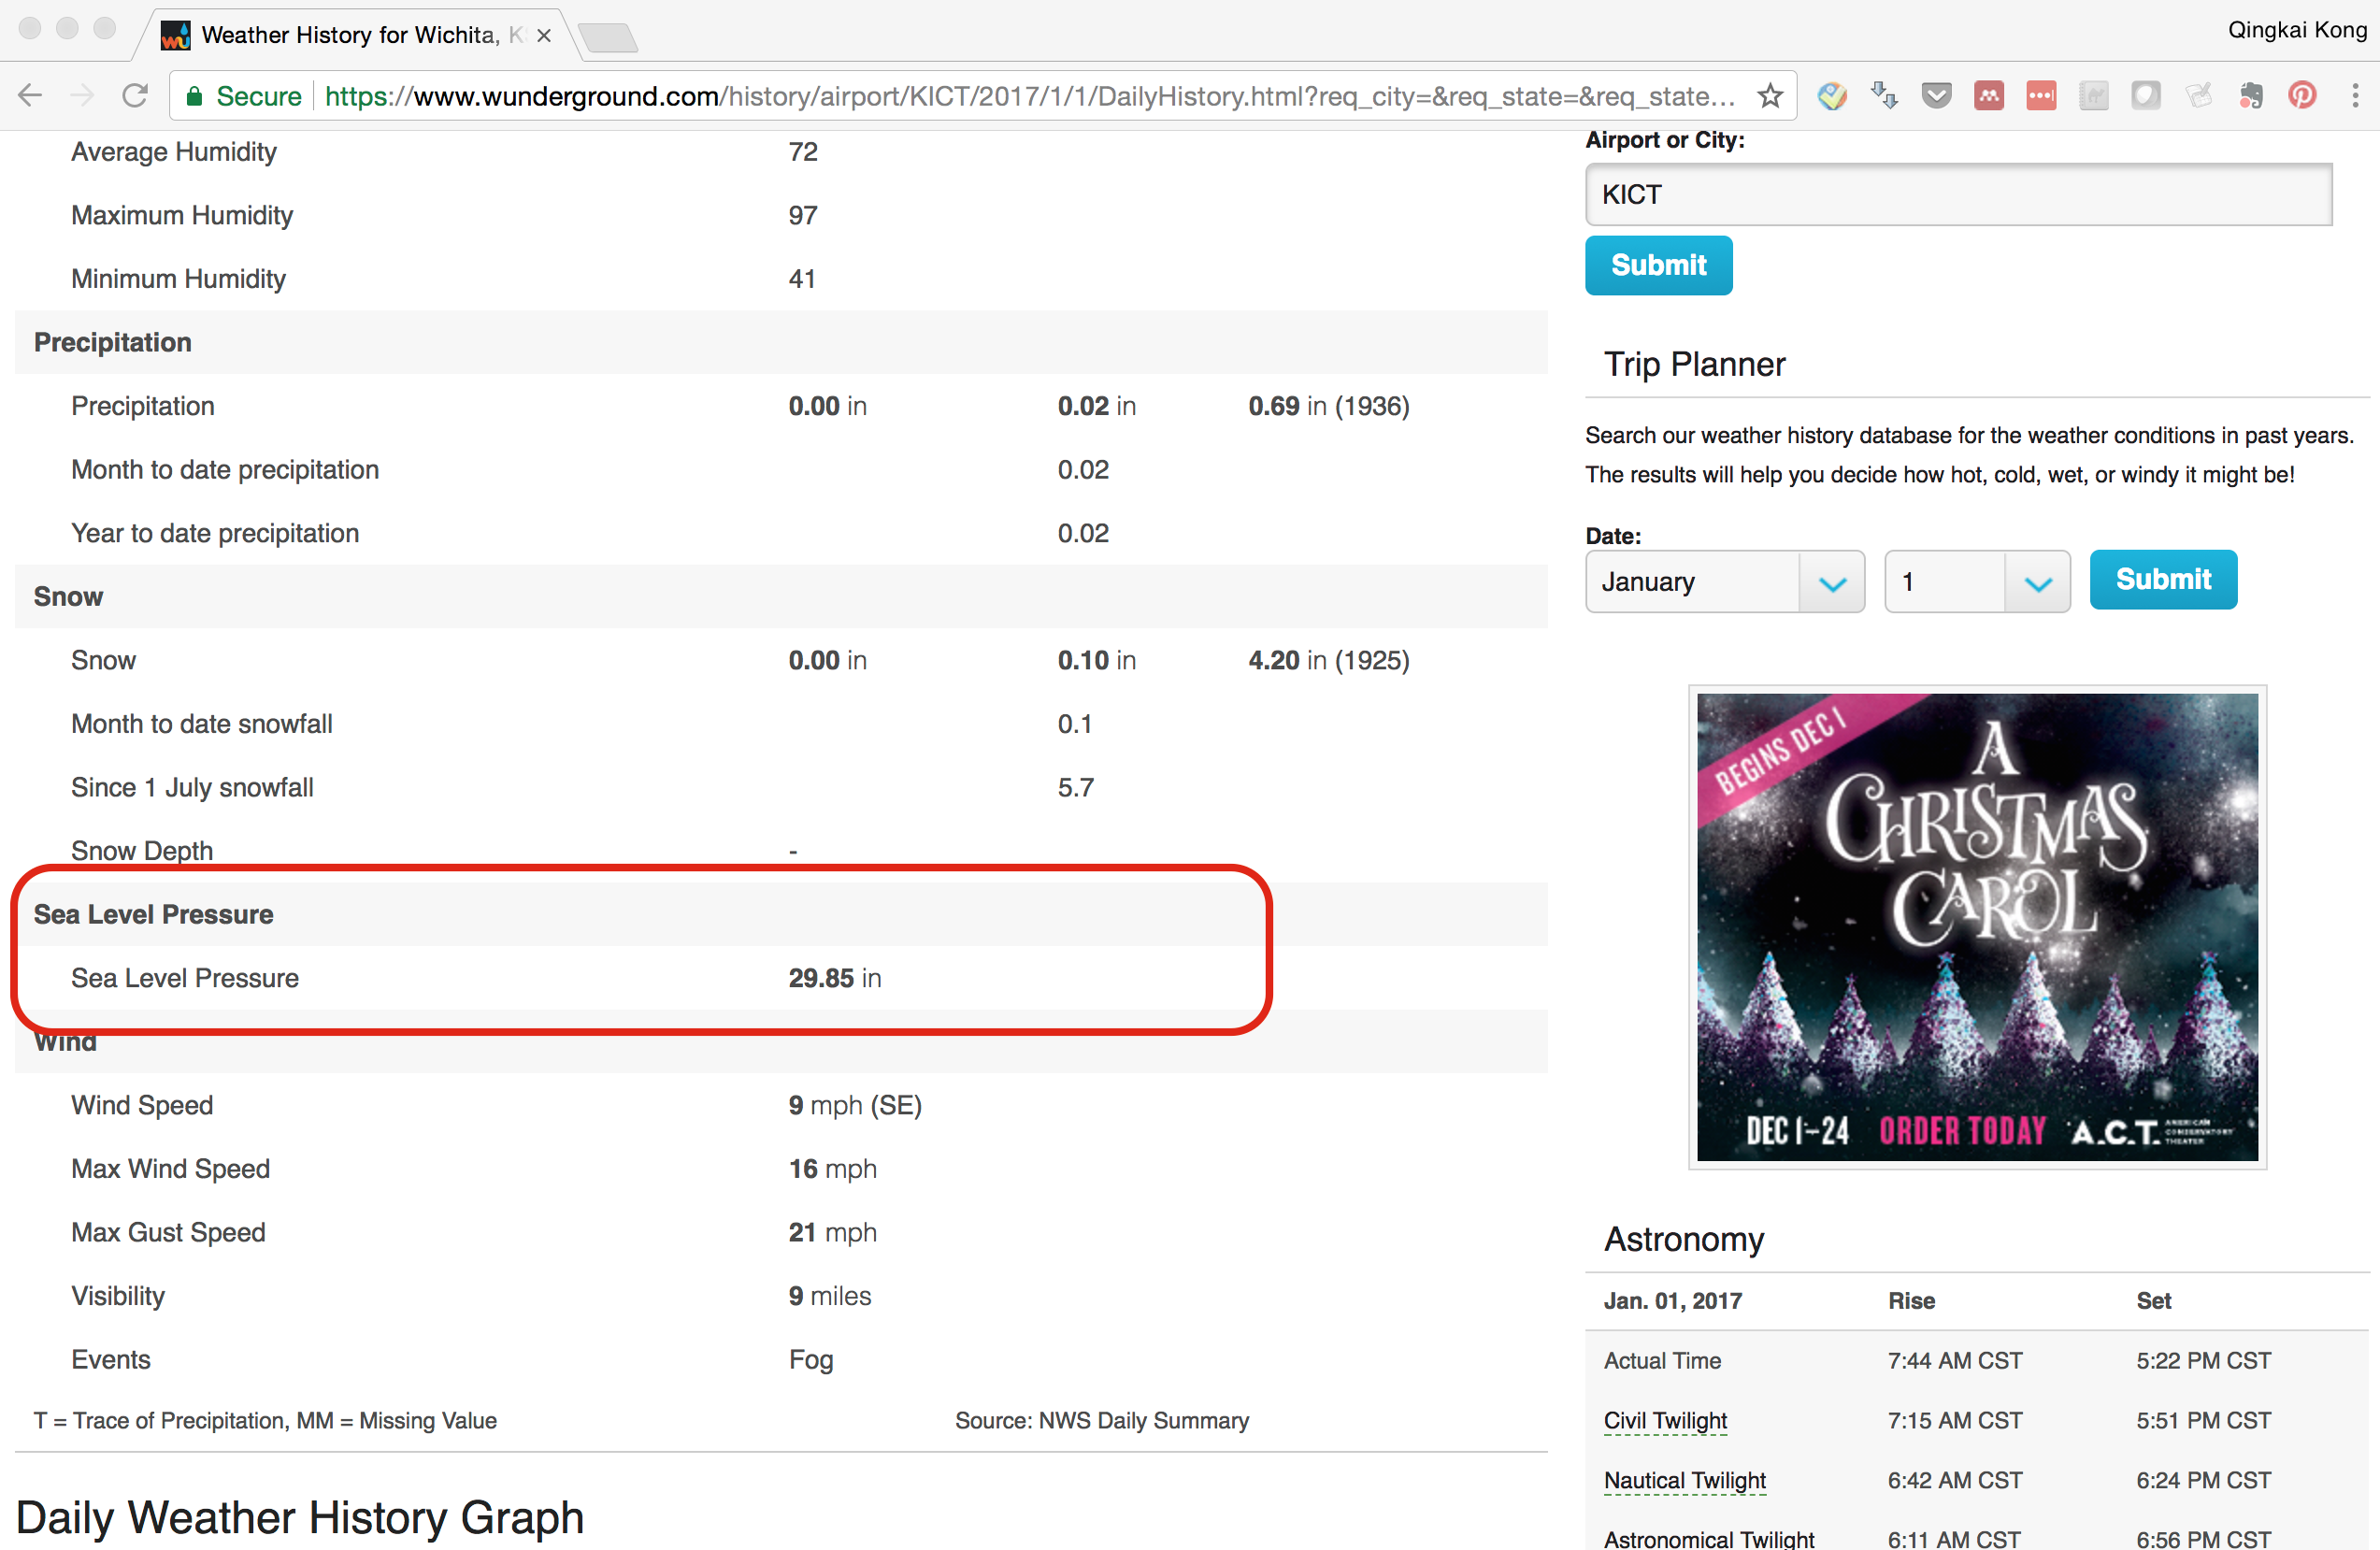 Weather History for Wichita, K
Qingkai Kong
Secure https://www.wunderground.com/history/airport/KICT/2017/1/1/DailyHistory.html?req_city=&req_state=&req_state...
Average Humidity 72
Maximum Humidity 97
Minimum Humidity 41
Precipitation
Precipitation 0.00 in 0.02 in 0.69 in (1936)
Month to date precipitation 0.02
Year to date precipitation 0.02
Snow
Snow 0.00 in 0.10 in 4.20 in (1925)
Month to date snowfall 0.1
Since 1 July snowfall 5.7
Snow Depth -
Sea Level Pressure
Sea Level Pressure 29.85 in
Wind
Wind Speed 9 mph (SE)
Max Wind Speed 16 mph
Max Gust Speed 21 mph
Visibility 9 miles
Events Fog
T = Trace of Precipitation, MM = Missing Value Source: NWS Daily Summary
Daily Weather History Graph
Airport or City:
KICT
Submit
Trip Planner
Search our weather history database for the weather conditions in past years.
The results will help you decide how hot, cold, wet, or windy it might be!
Date:
January 1 Submit
BEGINS DEC 1
A
CHRISTMAS
CAROL
DEC 1–24 ORDER TODAY A.C.T. AMERICAN
CONSERVATORY
THEATER
Astronomy
Jan. 01, 2017 Rise Set
Actual Time 7:44 AM CST 5:22 PM CST
Civil Twilight 7:15 AM CST 5:51 PM CST
Nautical Twilight 6:42 AM CST 6:24 PM CST
Astronomical Twilight 6:11 AM CST 6:56 PM CST